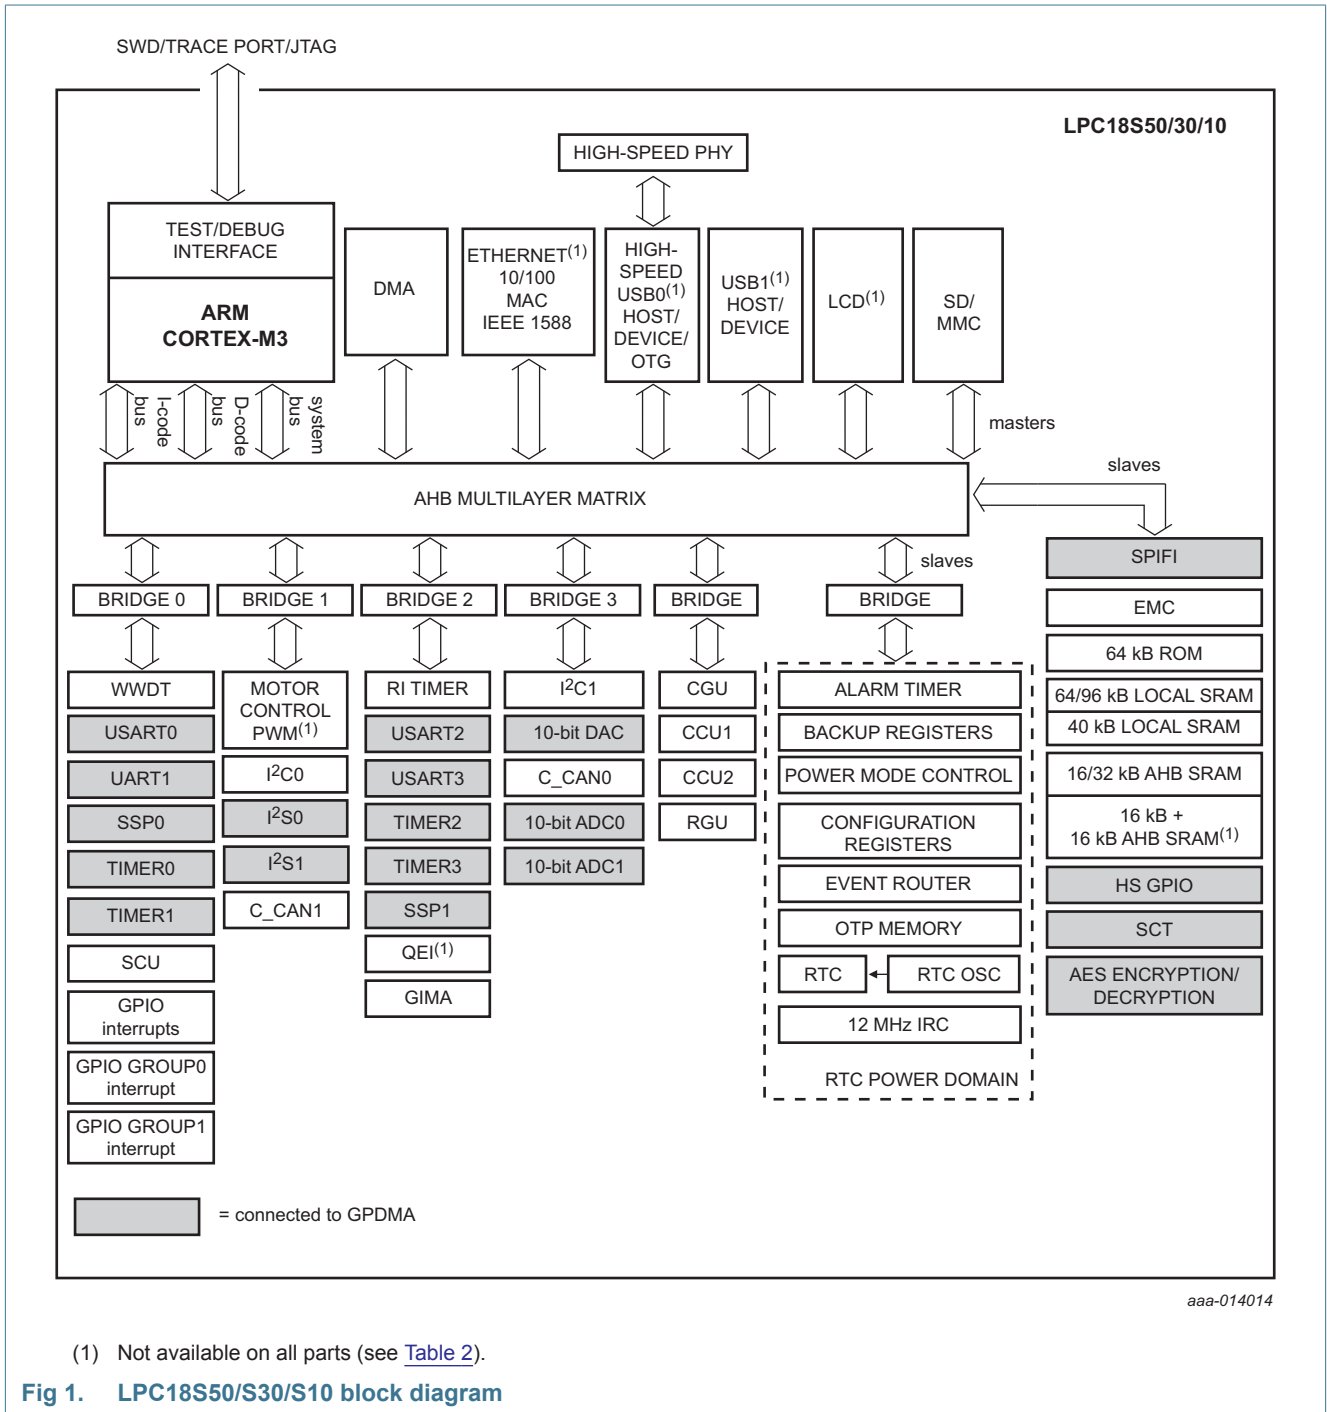 SWD/TRACE PORT/JTAG
LPC18S50/30/10
HIGH-SPEED PHY
TEST/DEBUG
INTERFACE
ARM
CORTEX-M3
DMA
ETHERNET(1)
10/100
MAC
IEEE 1588
HIGH-
SPEED
USB0(1)
HOST/
DEVICE/
OTG
USB1(1)
HOST/
DEVICE
LCD(1)
SD/
MMC
I-code
bus
D-code
bus
system
bus
masters
slaves
AHB MULTILAYER MATRIX
slaves
BRIDGE 0
BRIDGE 1
BRIDGE 2
BRIDGE 3
BRIDGE
BRIDGE
WWDT
USART0
UART1
SSP0
TIMER0
TIMER1
SCU
GPIO
interrupts
GPIO GROUP0
interrupt
GPIO GROUP1
interrupt
MOTOR
CONTROL
PWM(1)
I2C0
I2S0
I2S1
C_CAN1
RI TIMER
USART2
USART3
TIMER2
TIMER3
SSP1
QEI(1)
GIMA
I2C1
10-bit DAC
C_CAN0
10-bit ADC0
10-bit ADC1
CGU
CCU1
CCU2
RGU
ALARM TIMER
BACKUP REGISTERS
POWER MODE CONTROL
CONFIGURATION
REGISTERS
EVENT ROUTER
OTP MEMORY
RTC
RTC OSC
12 MHz IRC
RTC POWER DOMAIN
SPIFI
EMC
64 kB ROM
64/96 kB LOCAL SRAM
40 kB LOCAL SRAM
16/32 kB AHB SRAM
16 kB +
16 kB AHB SRAM(1)
HS GPIO
SCT
AES ENCRYPTION/
DECRYPTION
= connected to GPDMA
aaa-014014
(1) Not available on all parts (see Table 2).
Fig 1. LPC18S50/S30/S10 block diagram